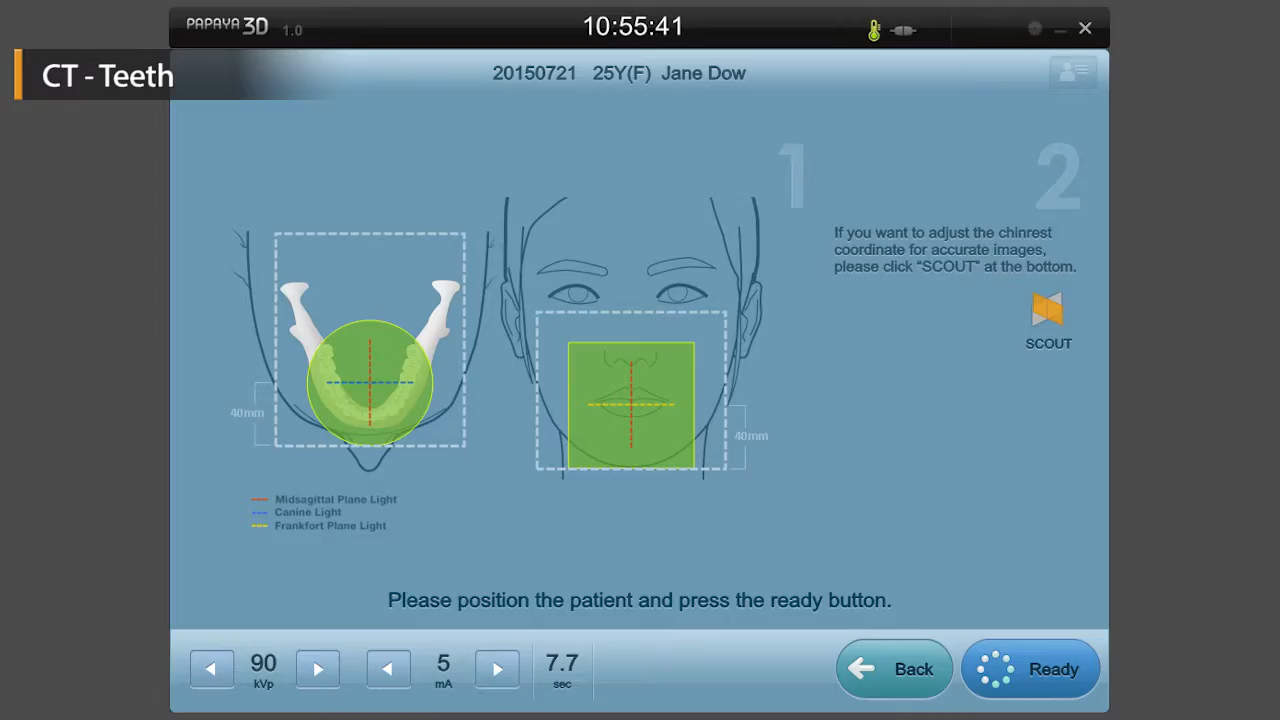 PAPAYA 3D 1.0
10:55:41
CT - Teeth
20150721 25Y(F) Jane Dow
1
2
If you want to adjust the chinrest
coordinate for accurate images,
please click "SCOUT" at the bottom.
SCOUT
40mm
40mm
Midsagittal Plane Light
Canine Light
Frankfort Plane Light
Please position the patient and press the ready button.
90
kVp
5
mA
7.7
sec
Back
Ready